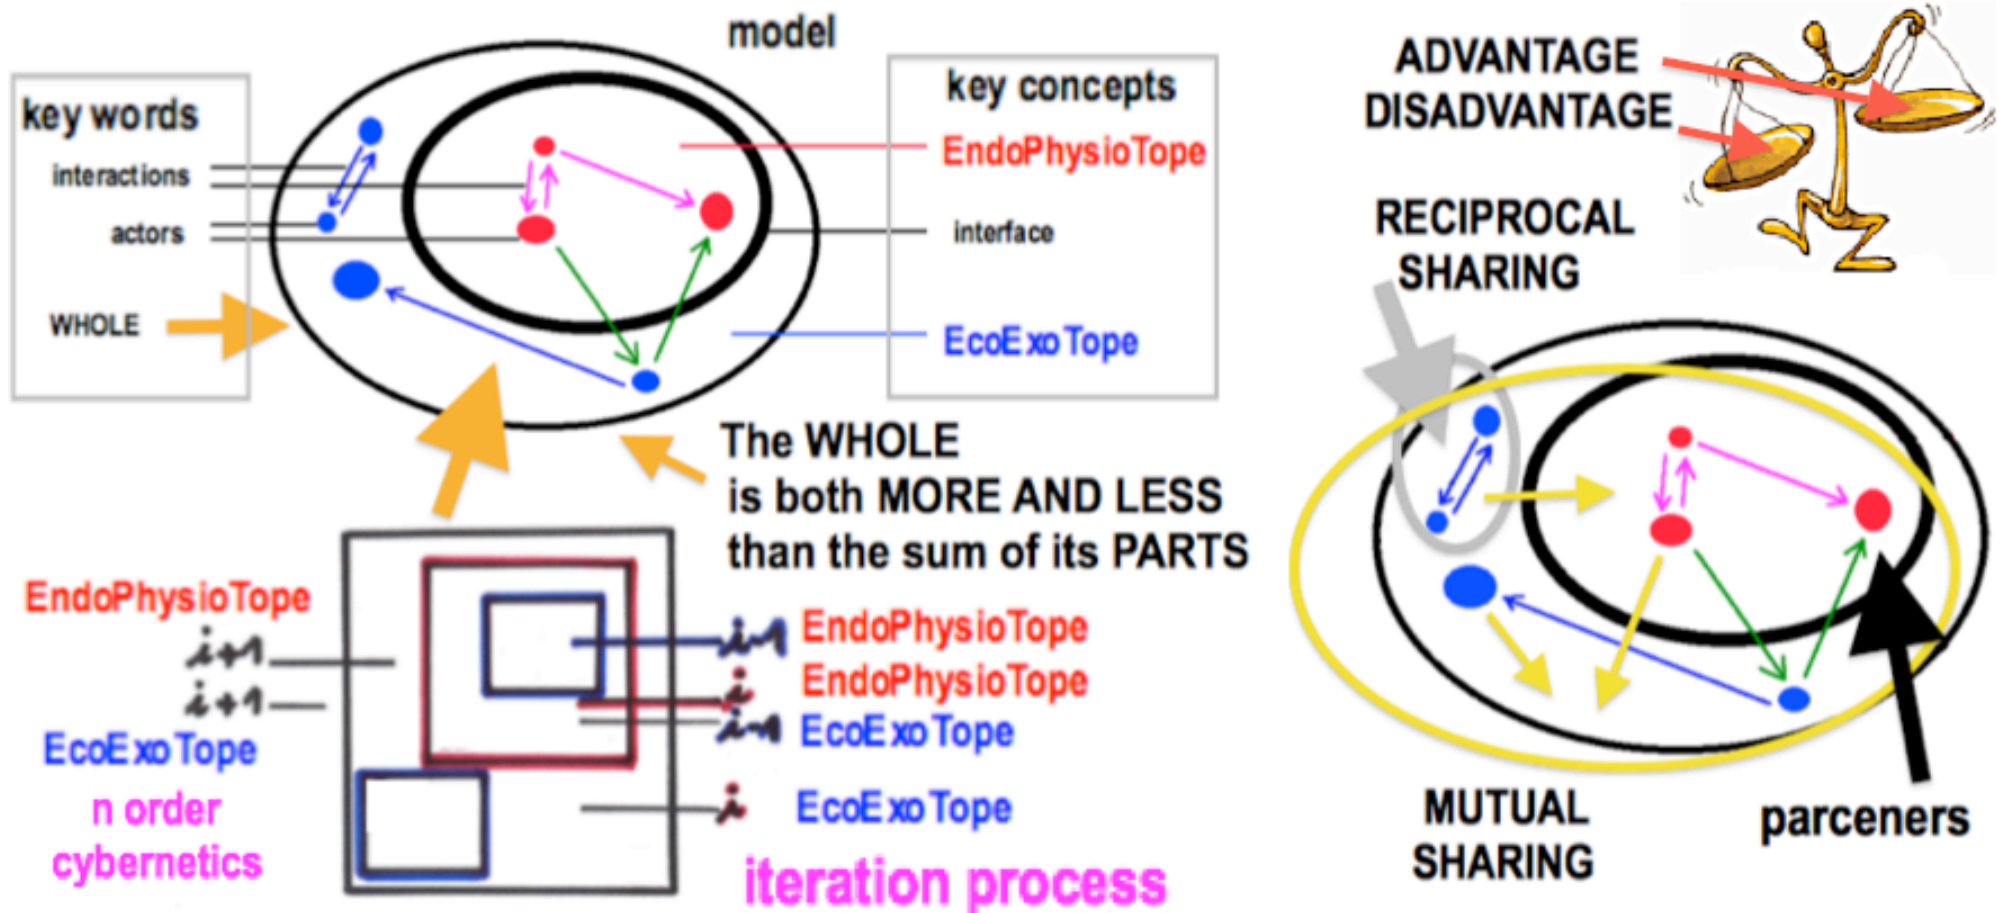 model
key words
interactions
actors
WHOLE
key concepts
EndoPhysioTope
interface
EcoExoTope
The WHOLE
is both MORE AND LESS
than the sum of its PARTS
EndoPhysioTope
i+1
i+1
EcoExoTope
n order
cybernetics
i-1 EndoPhysioTope
i EndoPhysioTope
i-1 EcoExoTope
i EcoExoTope
iteration process
ADVANTAGE
DISADVANTAGE
RECIPROCAL
SHARING
MUTUAL
SHARING
parceners